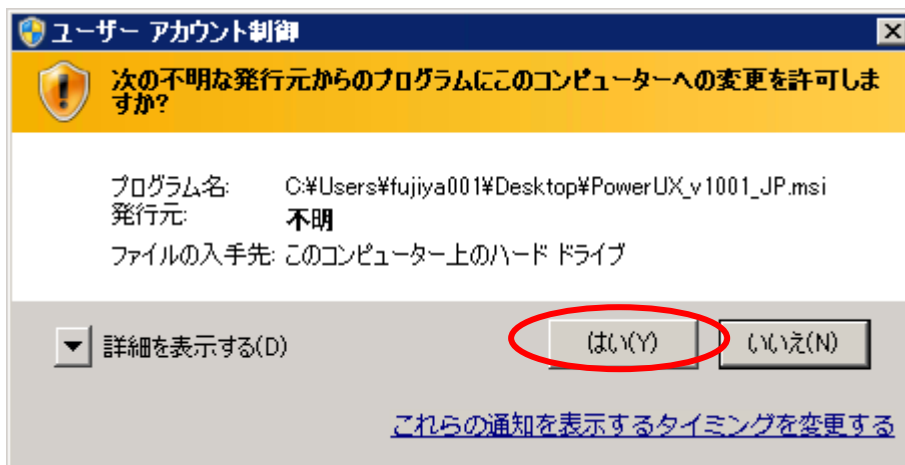 ユーザー アカウント制御
次の不明な発行元からのプログラムにこのコンピューターへの変更を許可しま
すか?
プログラム名: C:¥Users¥fujiya001¥Desktop¥PowerUX_v1001_JP.msi
発行元: 不明
ファイルの入手先: このコンピューター上のハード ドライブ
詳細を表示する(D) はい(Y) いいえ(N)
これらの通知を表示するタイミングを変更する